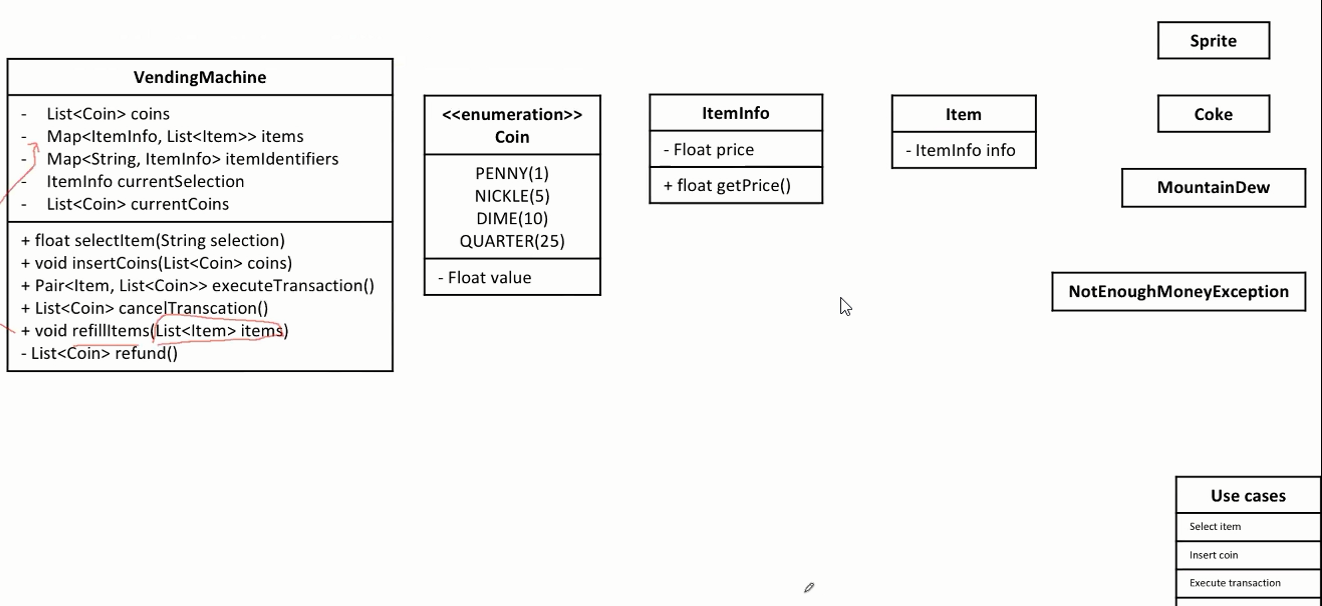 VendingMachine
- List<Coin> coins
- Map<ItemInfo, List<Item>> items
- Map<String, ItemInfo> itemIdentifiers
- ItemInfo currentSelection
- List<Coin> currentCoins
+ float selectItem(String selection)
+ void insertCoins(List<Coin> coins)
+ Pair<Item, List<Coin>> executeTransaction()
+ List<Coin> cancelTranscation()
+ void refillItems(List<Item> items)
- List<Coin> refund()
<<enumeration>>
Coin
PENNY(1)
NICKLE(5)
DIME(10)
QUARTER(25)
- Float value
ItemInfo
- Float price
+ float getPrice()
Item
- ItemInfo info
Sprite
Coke
MountainDew
NotEnoughMoneyException
Use cases
Select item
Insert coin
Execute transaction